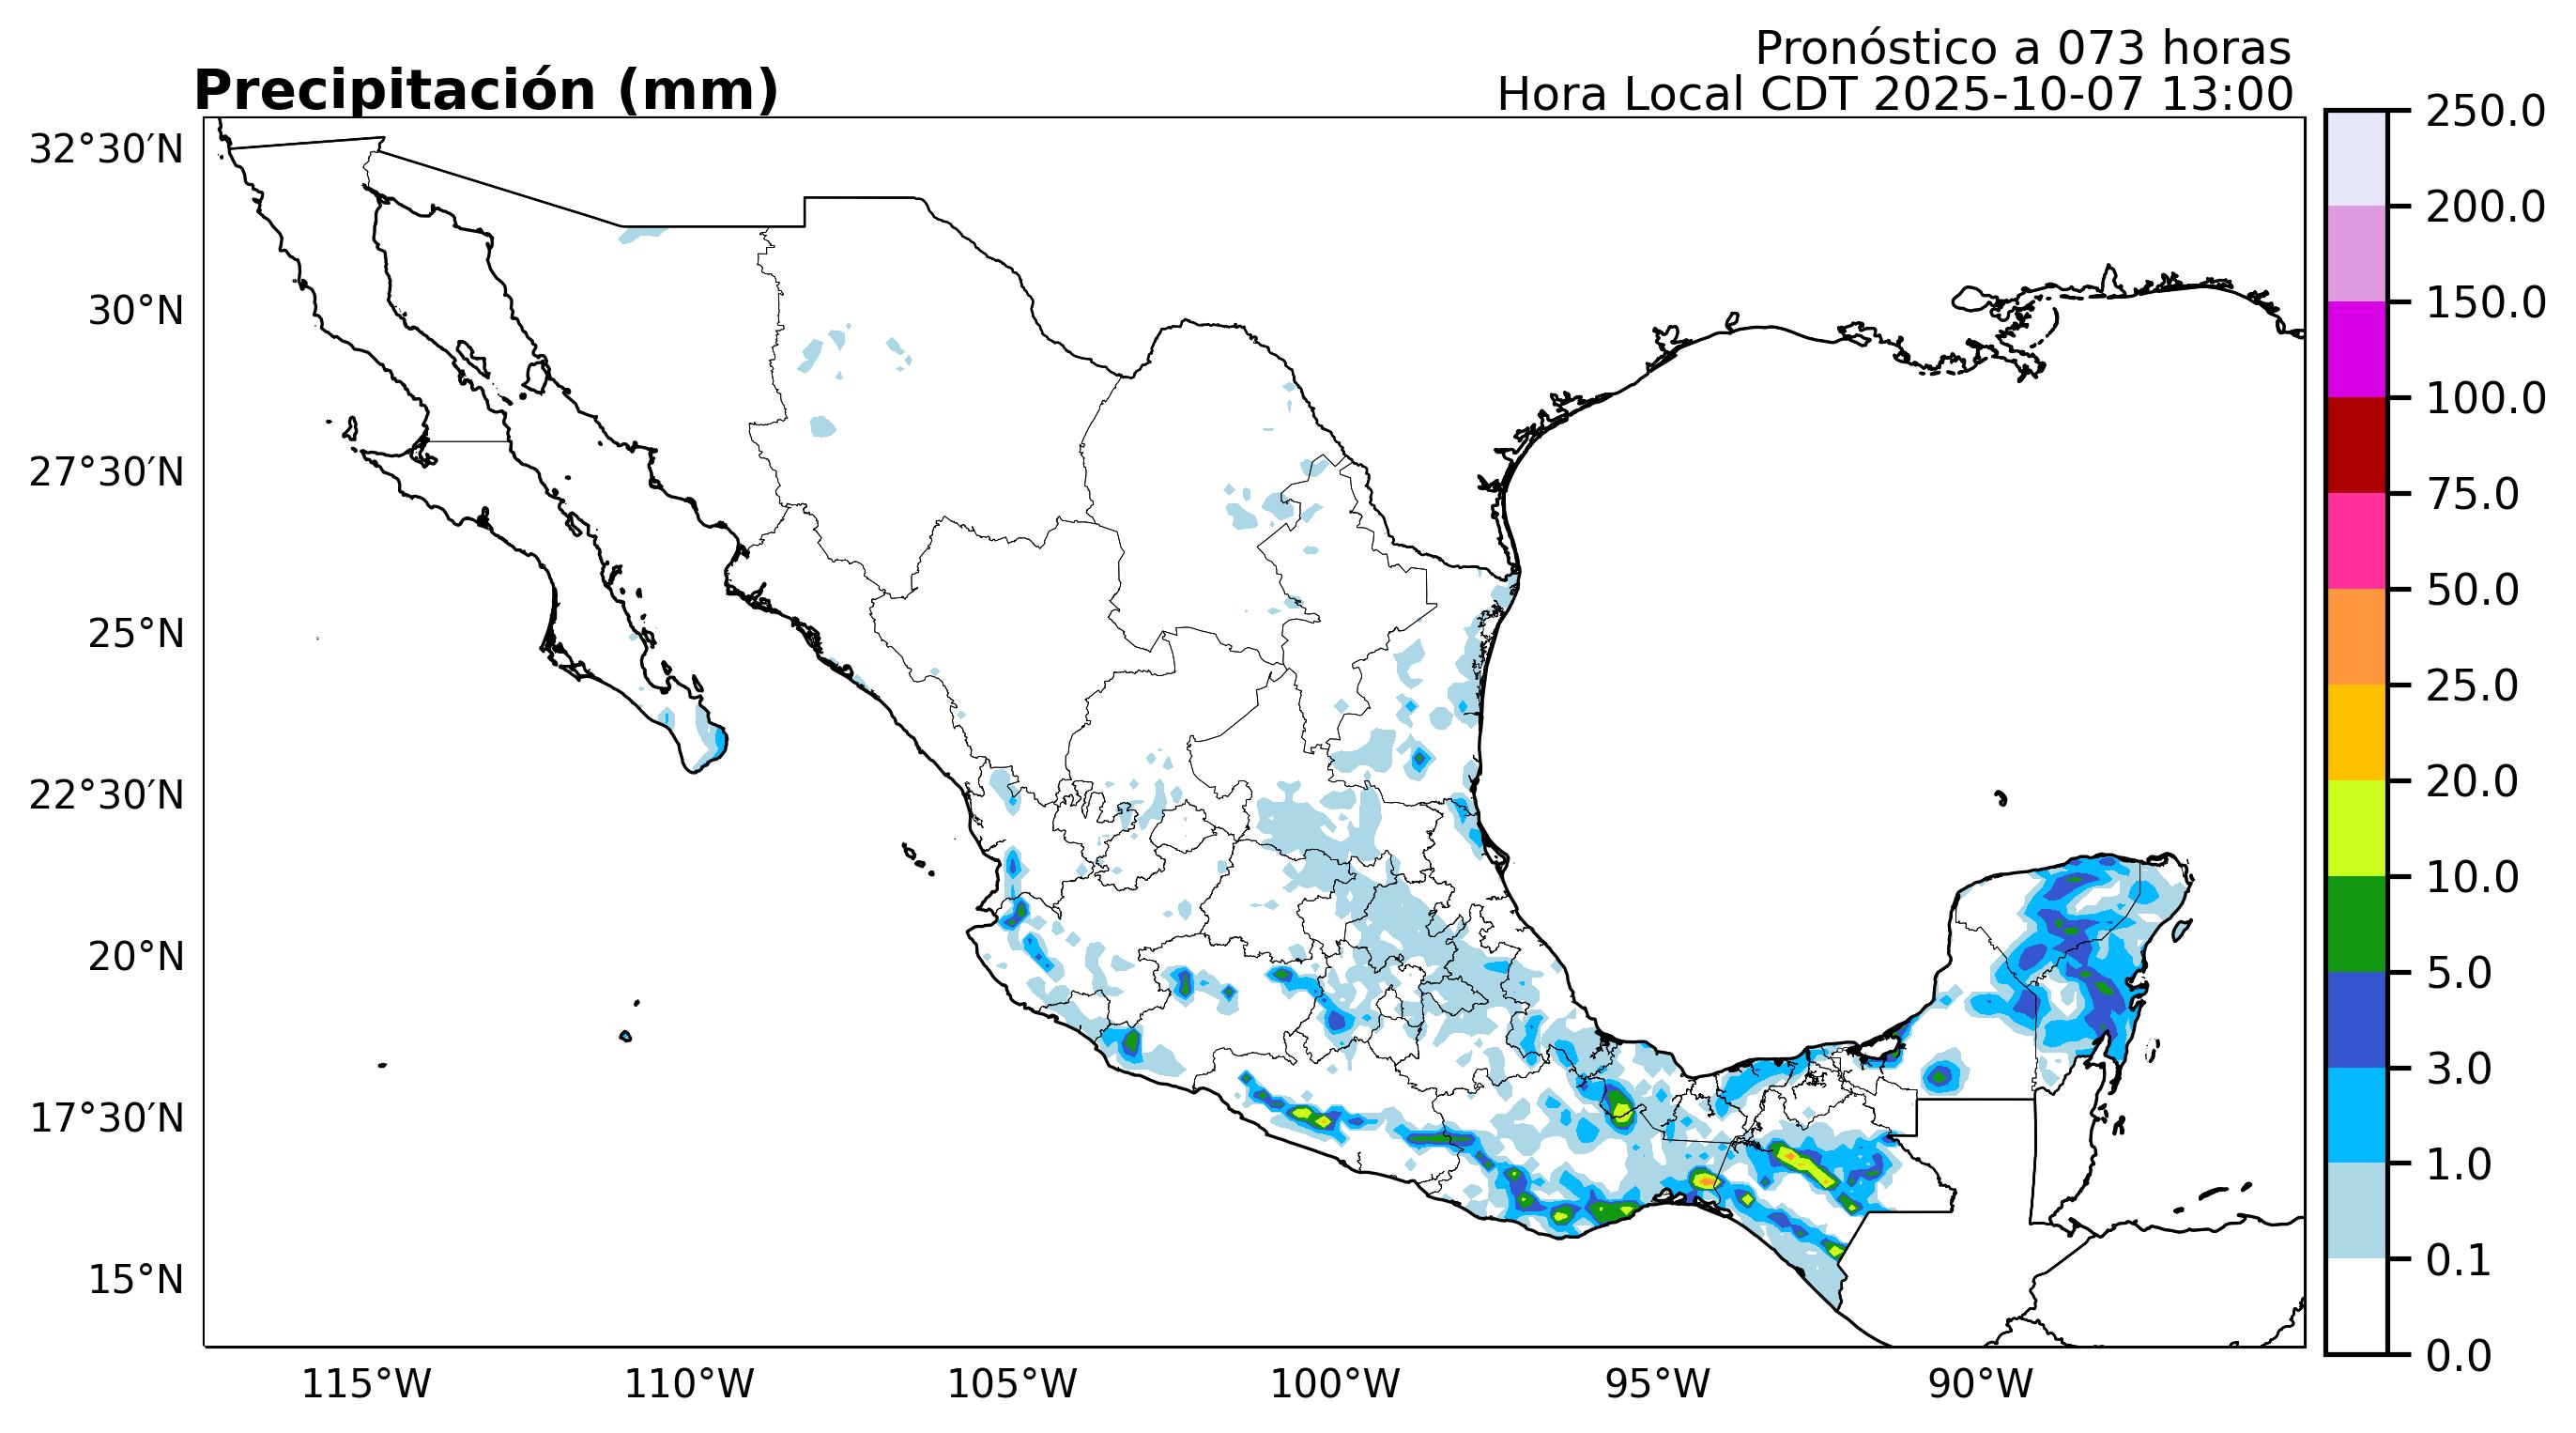 Pronóstico a 073 horas
Precipitación (mm)
Hora Local CDT 2025-10-07 13:00
32°30′N
30°N
27°30′N
25°N
22°30′N
20°N
17°30′N
15°N
115°W
110°W
105°W
100°W
95°W
90°W
250.0
200.0
150.0
100.0
75.0
50.0
25.0
20.0
10.0
5.0
3.0
1.0
0.1
0.0